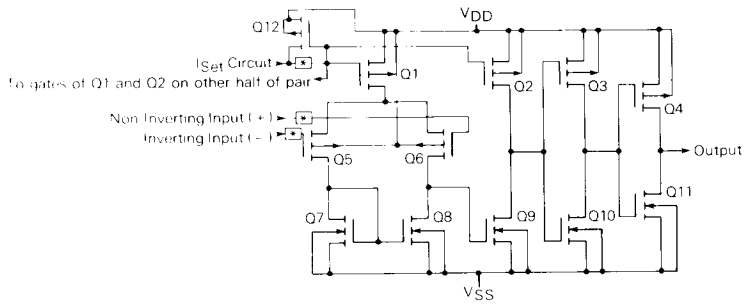 VDD
Q12
ISet Circuit
*
To gates of Q1 and Q2 on other half of pair
Q1
Q2
Q3
Q4
Non Inverting Input (+)
*
Inverting Input (–)
*
Q5
Q6
Output
Q7
Q8
Q9
Q10
Q11
VSS